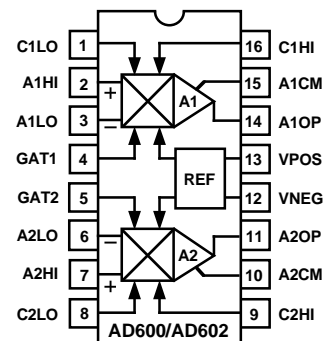 C1LO 1 16 C1HI
A1HI 2 + A1 15 A1CM
A1LO 3 – 14 A1OP
GAT1 4 REF 13 VPOS
GAT2 5 12 VNEG
A2LO 6 – A2 11 A2OP
A2HI 7 + 10 A2CM
C2LO 8 9 C2HI
AD600/AD602